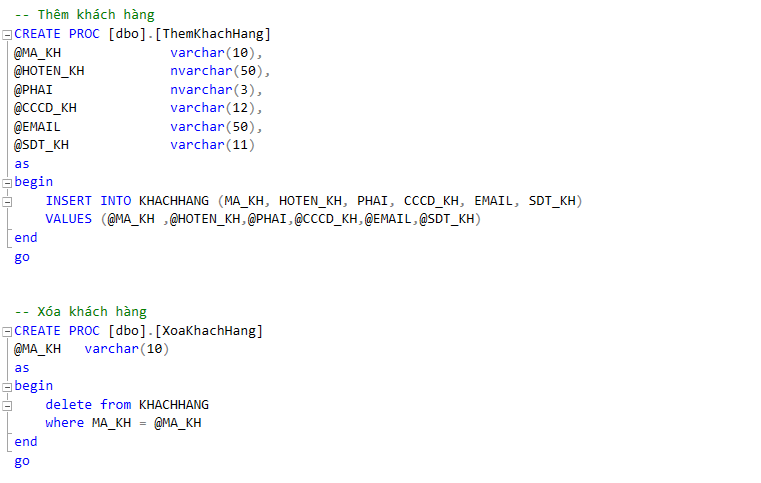 -- Thêm khách hàng
CREATE PROC [dbo].[ThemKhachHang]
@MA_KH varchar(10),
@HOTEN_KH nvarchar(50),
@PHAI nvarchar(3),
@CCCD_KH varchar(12),
@EMAIL varchar(50),
@SDT_KH varchar(11)
as
begin
INSERT INTO KHACHHANG (MA_KH, HOTEN_KH, PHAI, CCCD_KH, EMAIL, SDT_KH)
VALUES (@MA_KH ,@HOTEN_KH,@PHAI,@CCCD_KH,@EMAIL,@SDT_KH)
end
go
-- Xóa khách hàng
CREATE PROC [dbo].[XoaKhachHang]
@MA_KH varchar(10)
as
begin
delete from KHACHHANG
where MA_KH = @MA_KH
end
go